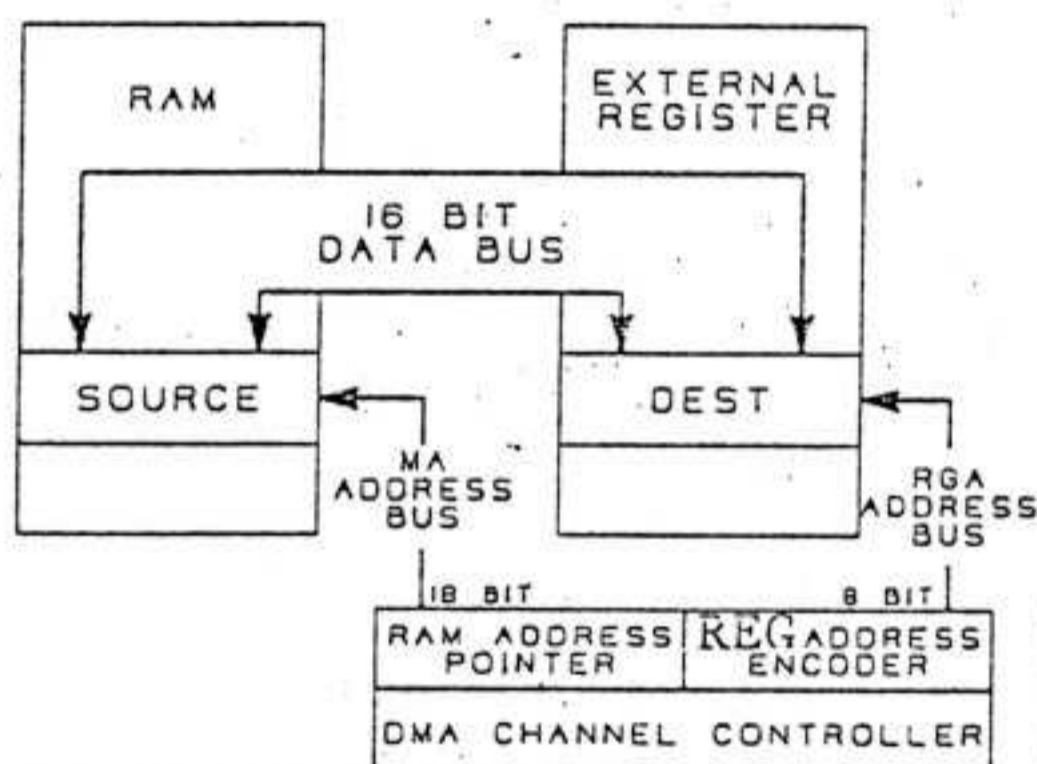 RAM
EXTERNAL
REGISTER
16 BIT
DATA BUS
SOURCE
DEST
MA
ADDRESS
BUS
RGA
ADDRESS
BUS
18 BIT
8 BIT
RAM ADDRESS
POINTER
REG ADDRESS
ENCODER
DMA CHANNEL CONTROLLER